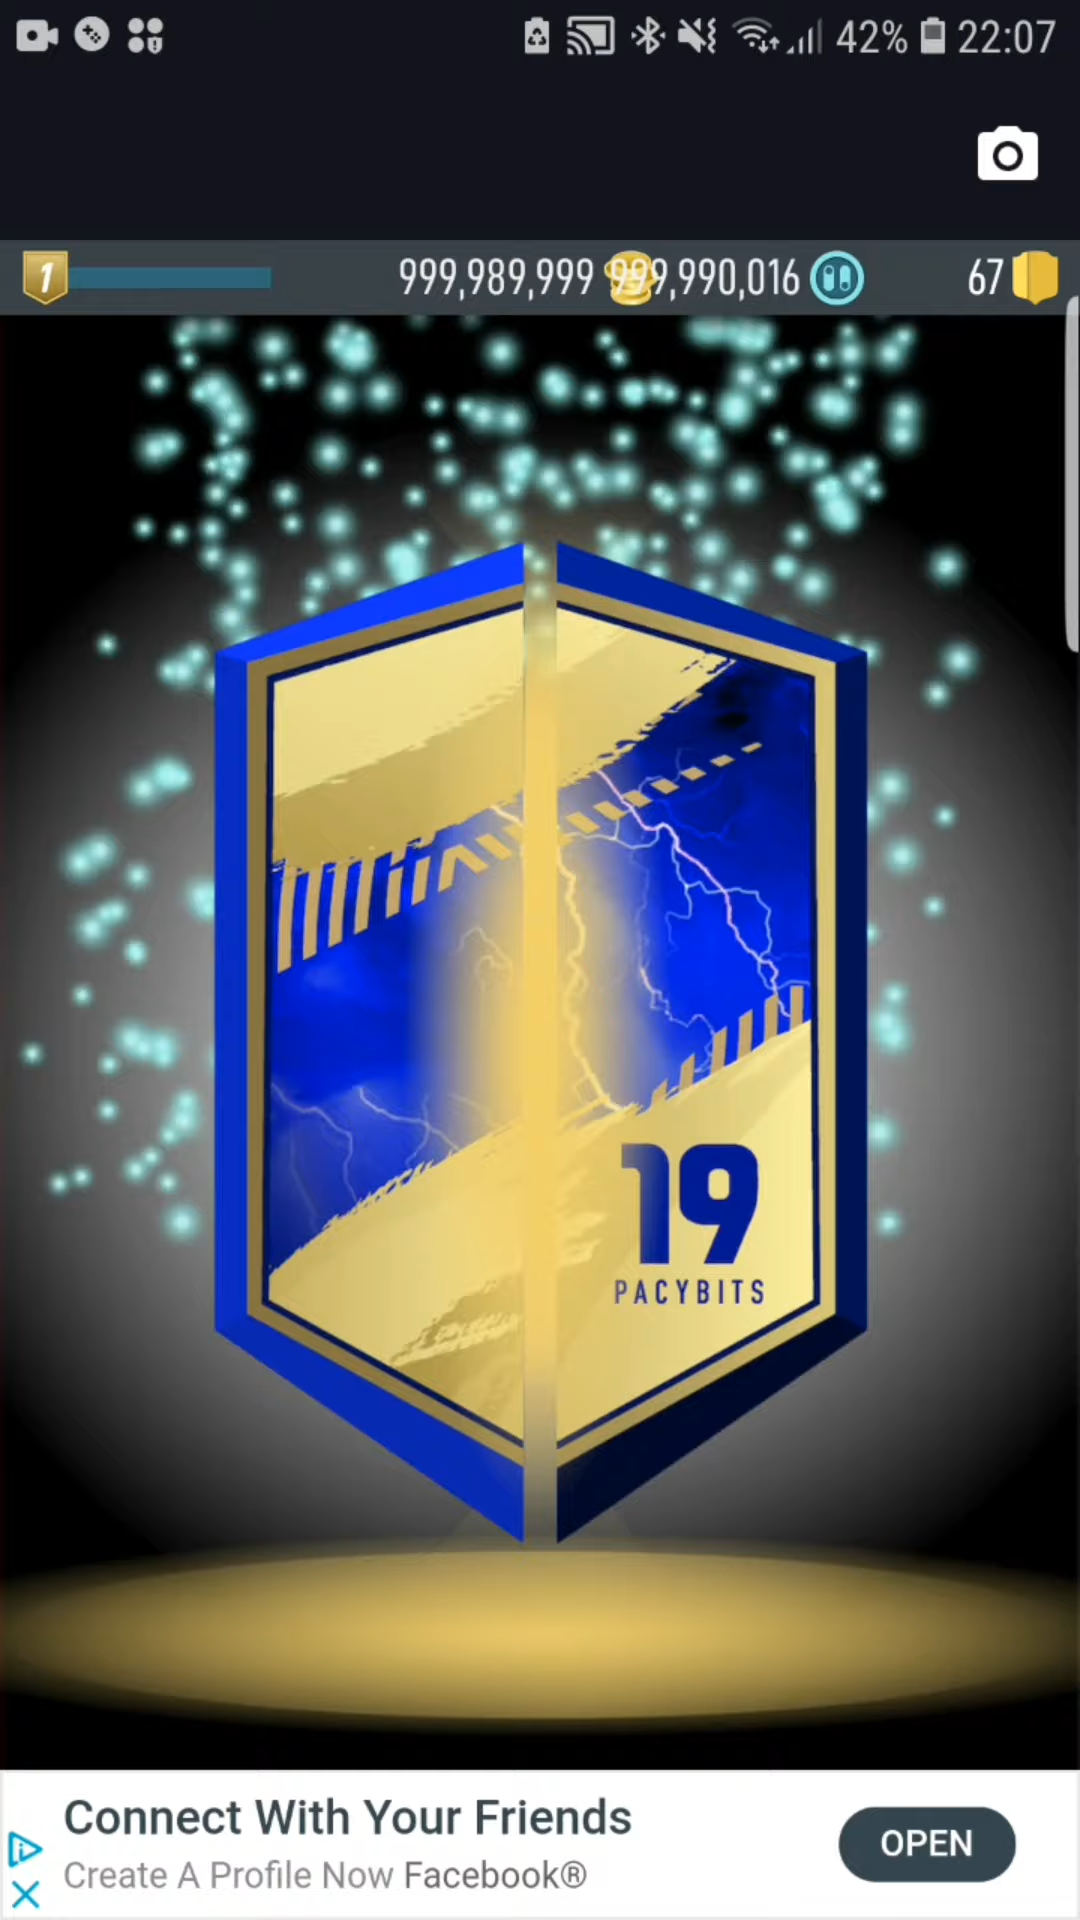 42% 22:07
1 999,989,999 999,990,016 67
19
PACYBITS
Connect With Your Friends
Create A Profile Now Facebook®
OPEN